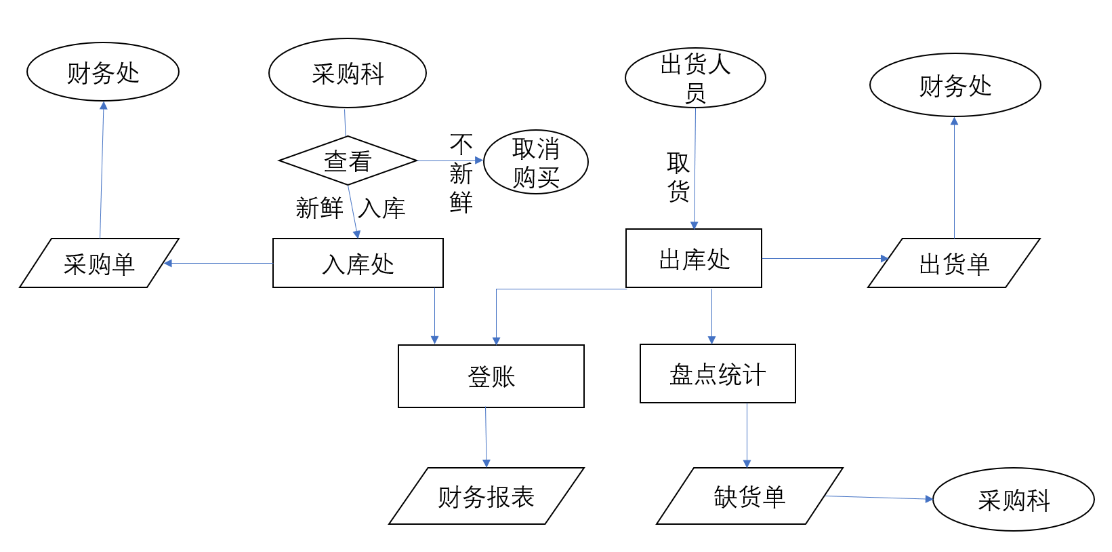 财务处
采购科
出货人
员
财务处
查看
不
新
鲜
取消
购买
取
货
新鲜
入库
采购单
入库处
出库处
出货单
登账
盘点统计
财务报表
缺货单
采购科